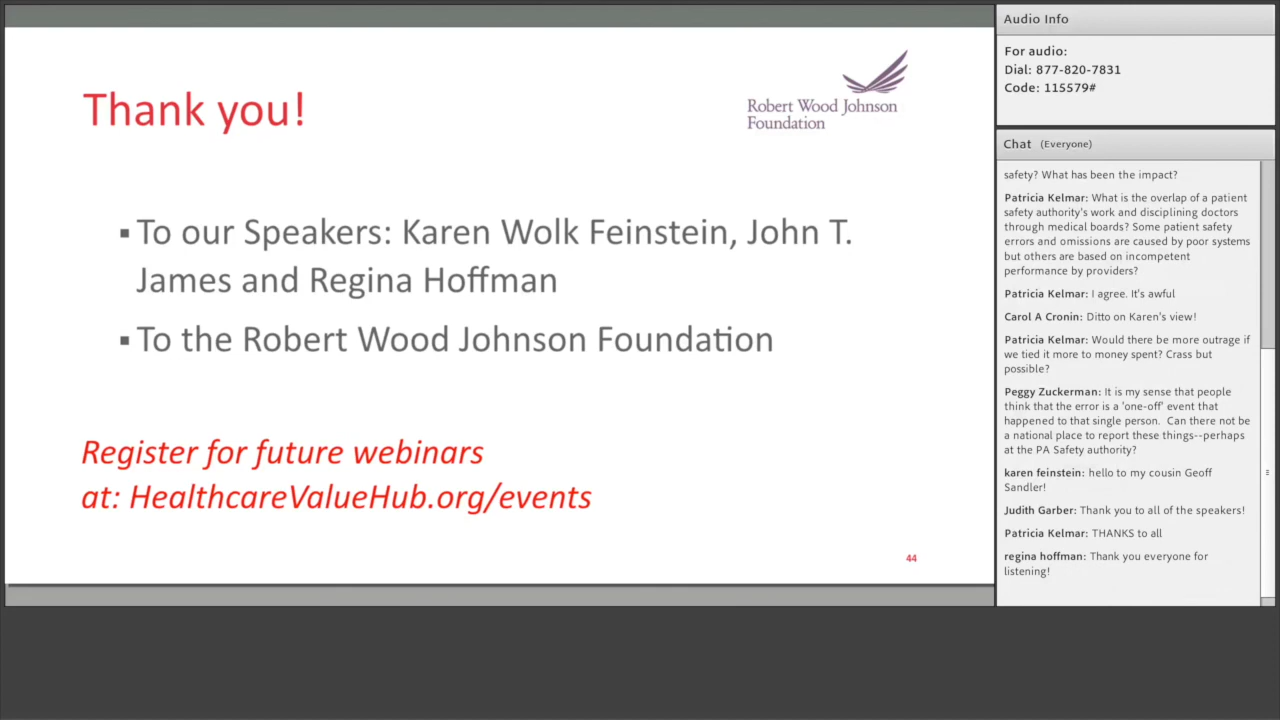 Thank you!
Robert Wood Johnson
Foundation
▪To our Speakers: Karen Wolk Feinstein, John T.
James and Regina Hoffman
▪To the Robert Wood Johnson Foundation
Register for future webinars
at: HealthcareValueHub.org/events
44
Audio Info
For audio:
Dial: 877-820-7831
Code: 115579#
Chat (Everyone)
safety? What has been the impact?
Patricia Kelmar: What is the overlap of a patient
safety authority's work and disciplining doctors
through medical boards? Some patient safety
errors and omissions are caused by poor systems
but others are based on incompetent
performance by providers?
Patricia Kelmar: I agree. It's awful
Carol A Cronin: Ditto on Karen's view!
Patricia Kelmar: Would there be more outrage if
we tied it more to money spent? Crass but
possible?
Peggy Zuckerman: It is my sense that people
think that the error is a 'one-off' event that
happened to that single person.  Can there not be
a national place to report these things--perhaps
at the PA Safety authority?
karen feinstein: hello to my cousin Geoff
Sandler!
Judith Garber: Thank you to all of the speakers!
Patricia Kelmar: THANKS to all
regina hoffman: Thank you everyone for
listening!